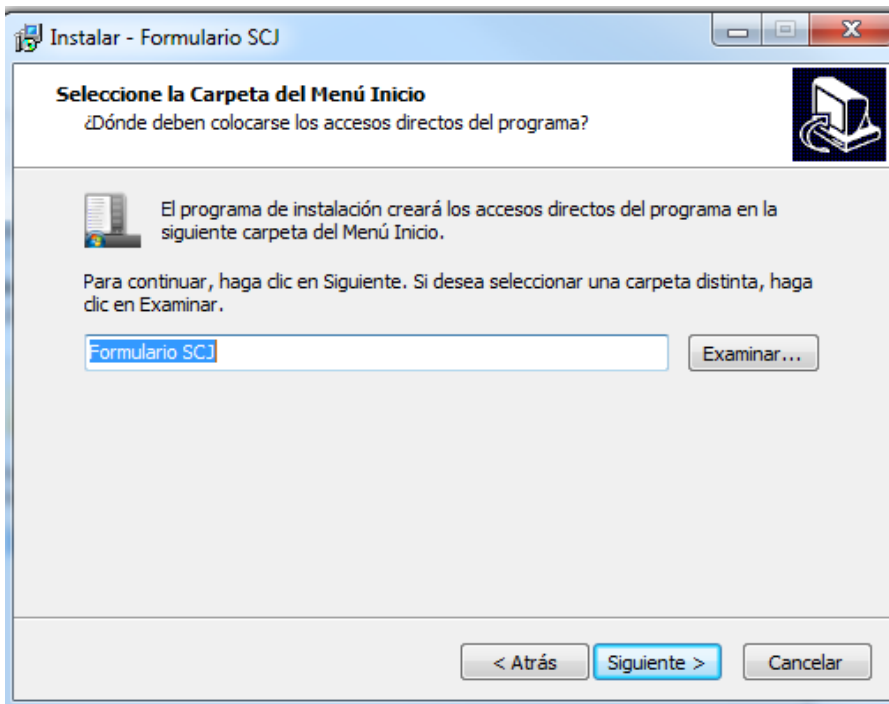 Instalar - Formulario SCJ
Seleccione la Carpeta del Menú Inicio
¿Dónde deben colocarse los accesos directos del programa?
El programa de instalación creará los accesos directos del programa en la
siguiente carpeta del Menú Inicio.
Para continuar, haga clic en Siguiente. Si desea seleccionar una carpeta distinta, haga
clic en Examinar.
Formulario SCJ
Examinar...
< Atrás
Siguiente >
Cancelar